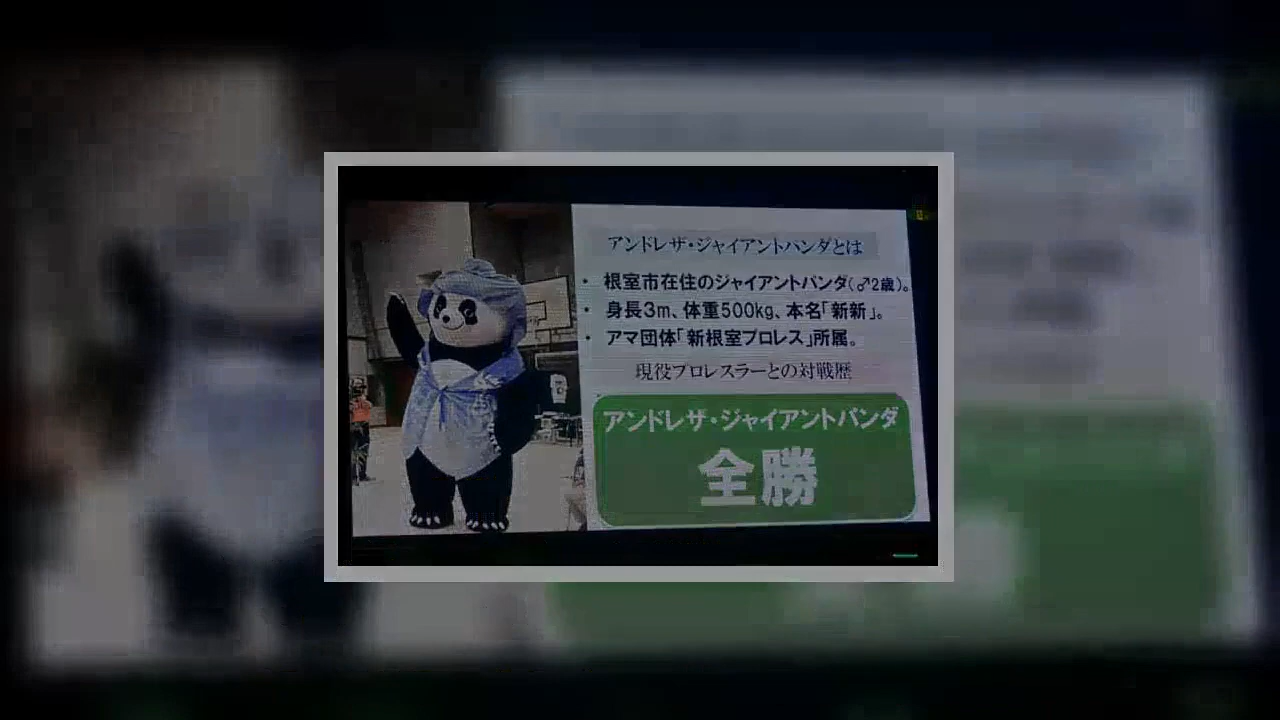 アンドレザ・ジャイアントパンダとは
・ 根室市在住のジャイアントパンダ(♂2歳)。
・ 身長3m、体重500kg、本名「新新」。
・ アマ団体「新根室プロレス」所属。
現役プロレスラーとの対戦歴
アンドレザ・ジャイアントパンダ
全勝